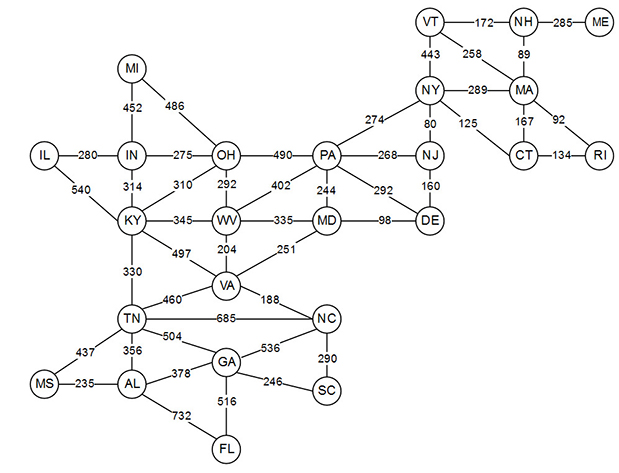 VT 172 NH 285 ME
443 258 89
MI
NY 289 MA
452 486
274 80 125 167 92
IL 280 IN 275 OH 490 PA 268 NJ CT 134 RI
540 314 310 292 402 244 292 160
KY 345 WV 335 MD 98 DE
497 204 251
330 VA
460 188
TN 685 NC
504 536
437 356 GA 290
378 246
MS 235 AL SC
732 516
FL